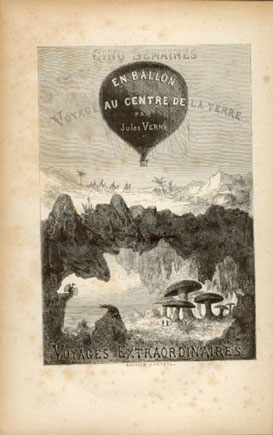 CINQ SEMAINES
EN BALLON
VOYAGE AU CENTRE DE LA TERRE
PAR
JULES VERNE
VOYAGES EXTRAORDINAIRES